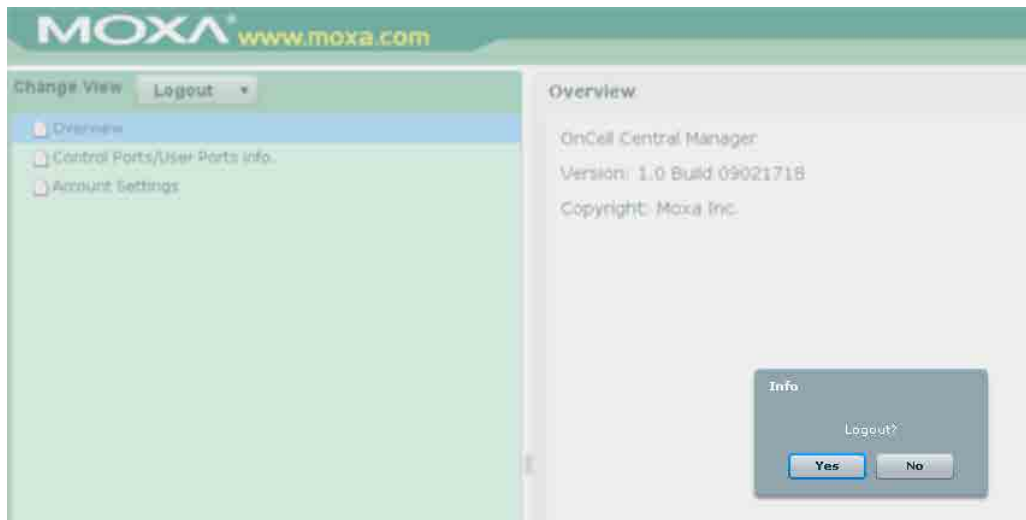 MOXA® www.moxa.com
Change View Logout
Overview
Control Ports/User Ports info.
Account Settings
Overview
OnCell Central Manager
Version: 1.0 Build 09021718
Copyright: Moxa Inc.
Info
Logout?
Yes No